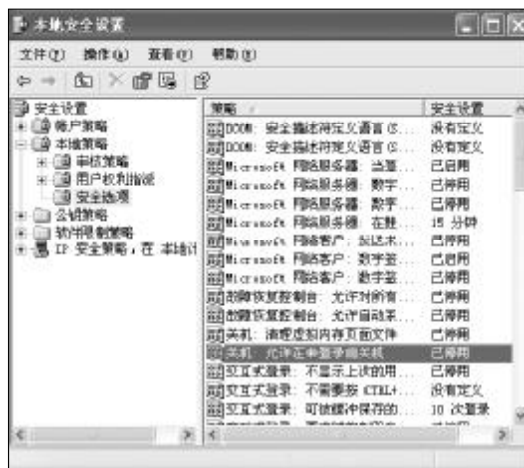 本地安全设置
文件(F) 操作(A) 查看(V) 帮助(H)
安全设置
帐户策略
本地策略
审核策略
用户权利指派
安全选项
公钥策略
软件限制策略
IP 安全策略，在 本地计
策略 安全设置
DCOM: 安全描述符定义语言(S... 没有定义
DCOM: 安全描述符定义语言(S... 没有定义
Microsoft 网络服务器: 当登... 已启用
Microsoft 网络服务器: 数字... 已停用
Microsoft 网络服务器: 数字... 已停用
Microsoft 网络服务器: 在挂... 15 分钟
Microsoft 网络客户: 发送未... 已停用
Microsoft 网络客户: 数字签... 已启用
Microsoft 网络客户: 数字签... 已停用
故障恢复控制台: 允许对所有... 已停用
故障恢复控制台: 允许自动系... 已停用
关机: 清理虚拟内存页面文件 已停用
关机: 允许在未登录前关机 已停用
交互式登录: 不显示上次的用... 已停用
交互式登录: 不需要按 CTRL+... 没有定义
交互式登录: 可被缓冲保存的... 10 次登录